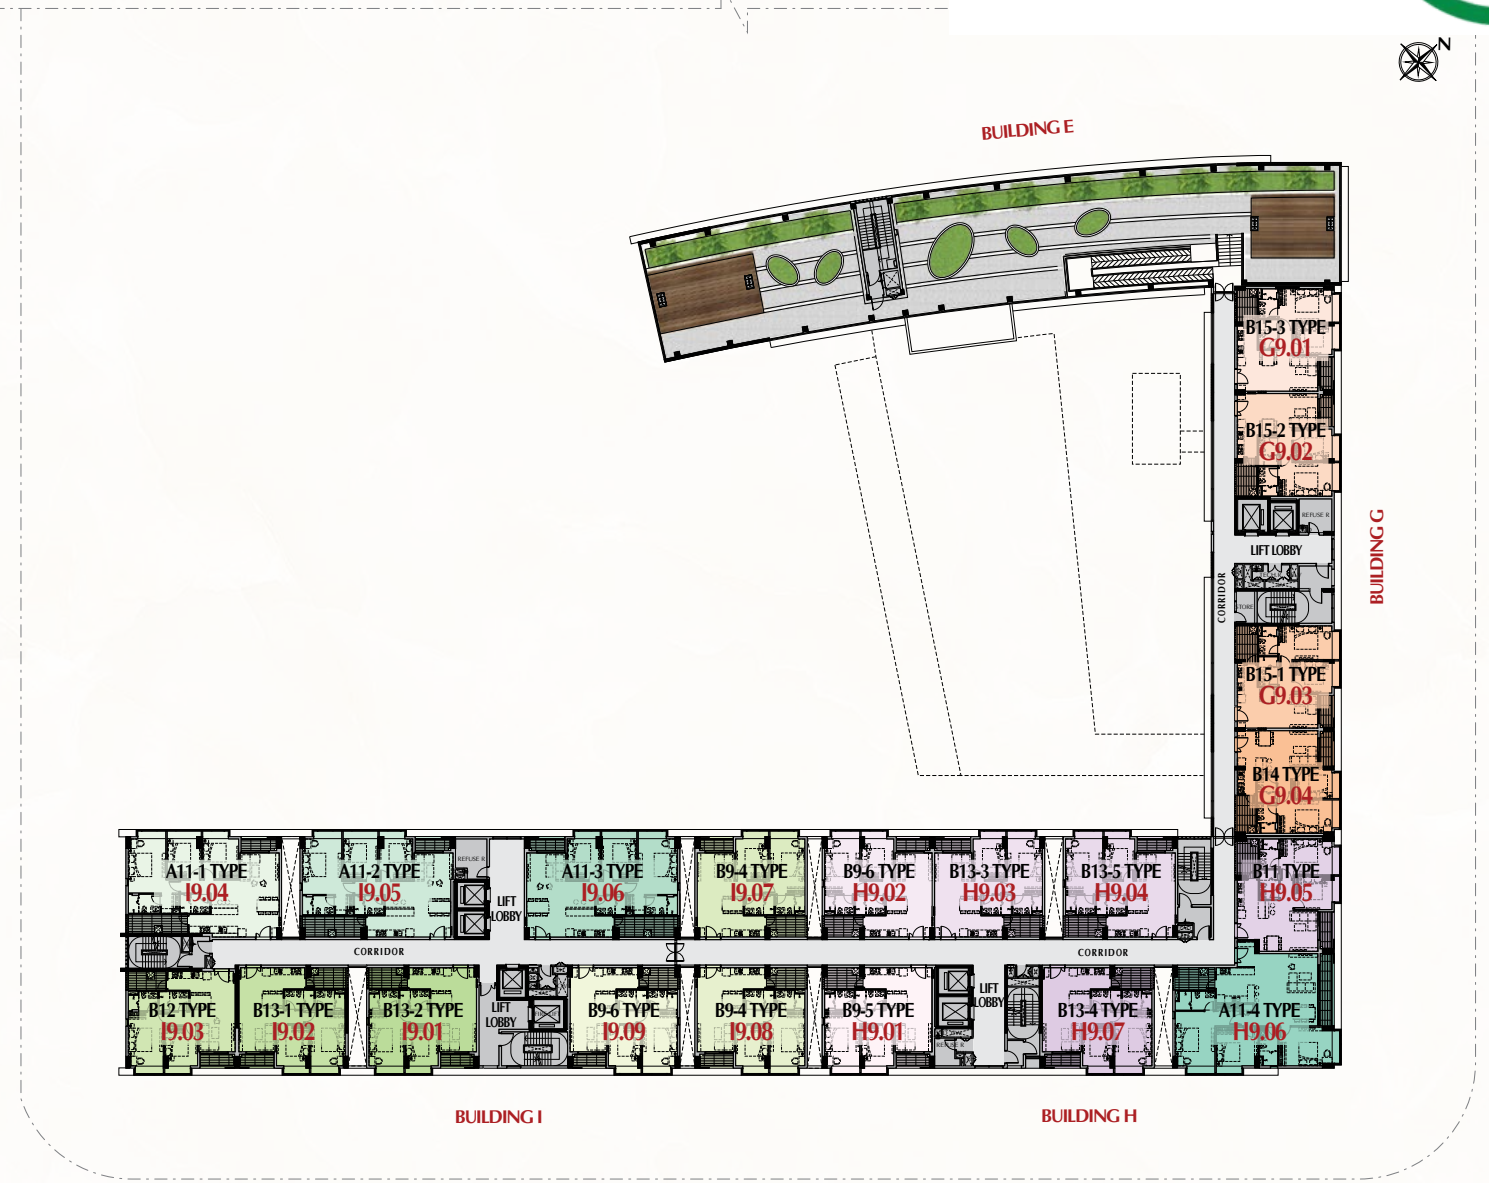 N
BUILDING E
B15-3 TYPE
G9.01
B15-2 TYPE
G9.02
REFUSE R
LIFT LOBBY
CORRIDOR
STORE
BUILDING G
B15-1 TYPE
G9.03
B14 TYPE
G9.04
A11-1 TYPE
I9.04
A11-2 TYPE
I9.05
REFUSE R
LIFT
LOBBY
A11-3 TYPE
I9.06
B9-4 TYPE
I9.07
B9-6 TYPE
H9.02
B13-3 TYPE
H9.03
B13-5 TYPE
H9.04
B11 TYPE
H9.05
CORRIDOR
CORRIDOR
B12 TYPE
I9.03
B13-1 TYPE
I9.02
B13-2 TYPE
I9.01
LIFT
LOBBY
B9-6 TYPE
I9.09
B9-4 TYPE
I9.08
B9-5 TYPE
H9.01
LIFT
LOBBY
REFUSE R
B13-4 TYPE
H9.07
A11-4 TYPE
H9.06
BUILDING I
BUILDING H